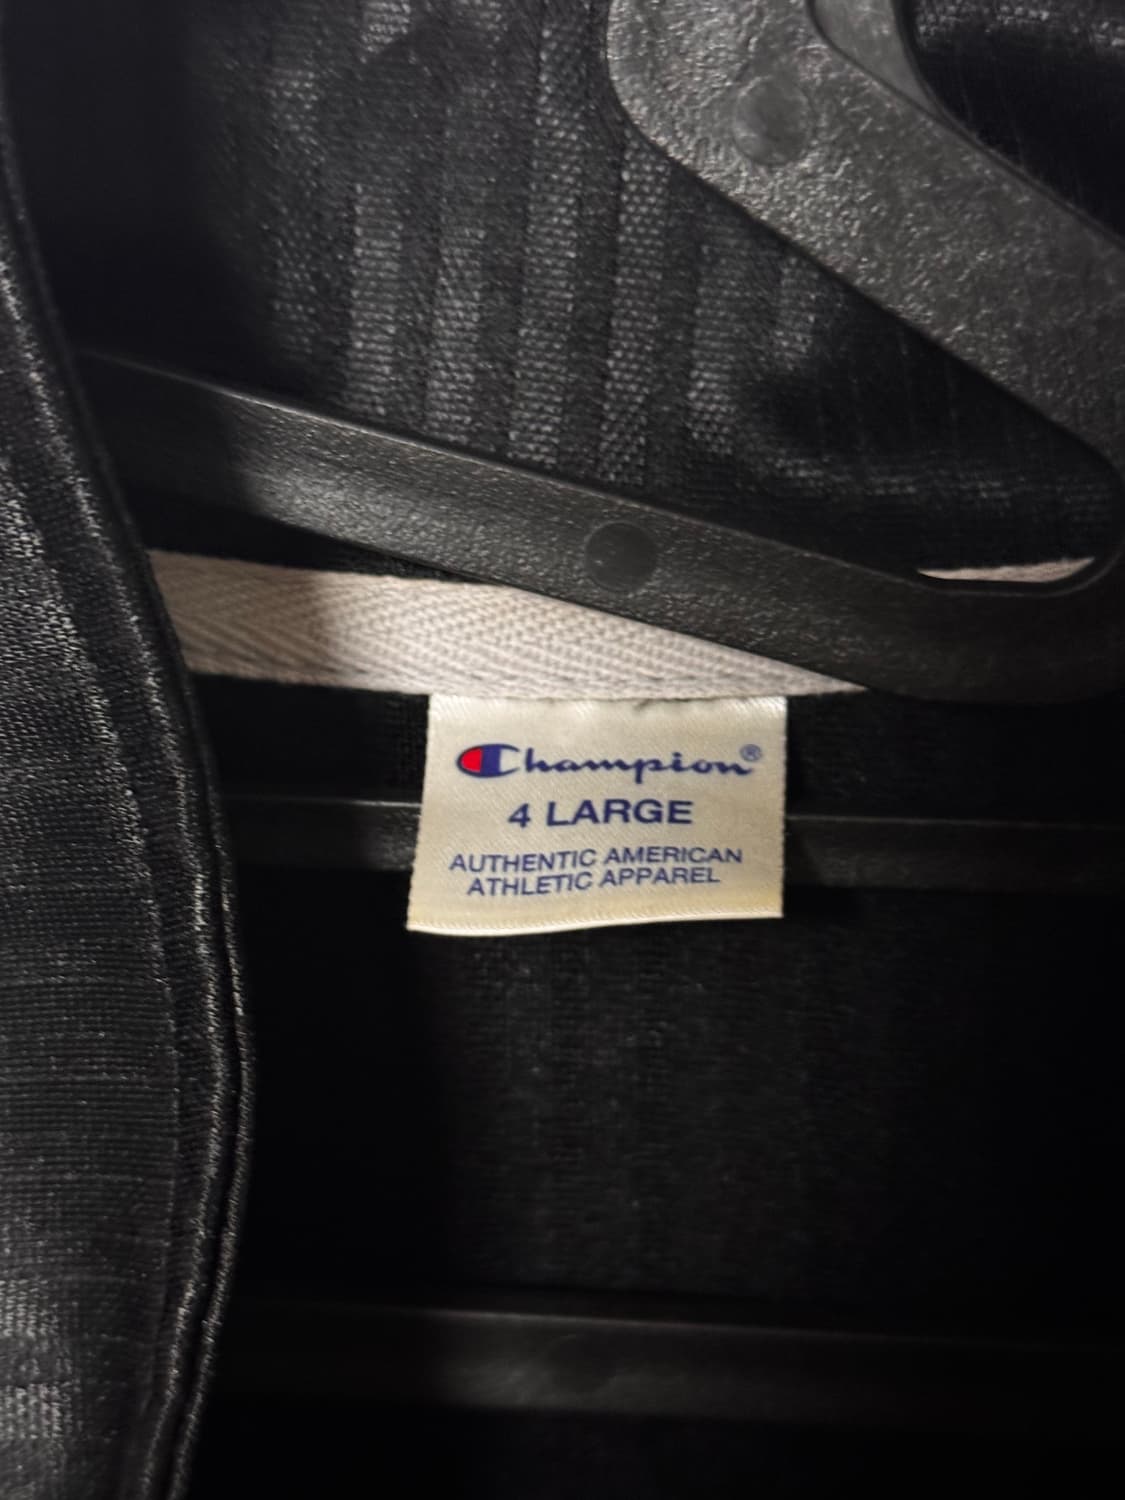 Champion®
4 LARGE
AUTHENTIC AMERICAN
ATHLETIC APPAREL